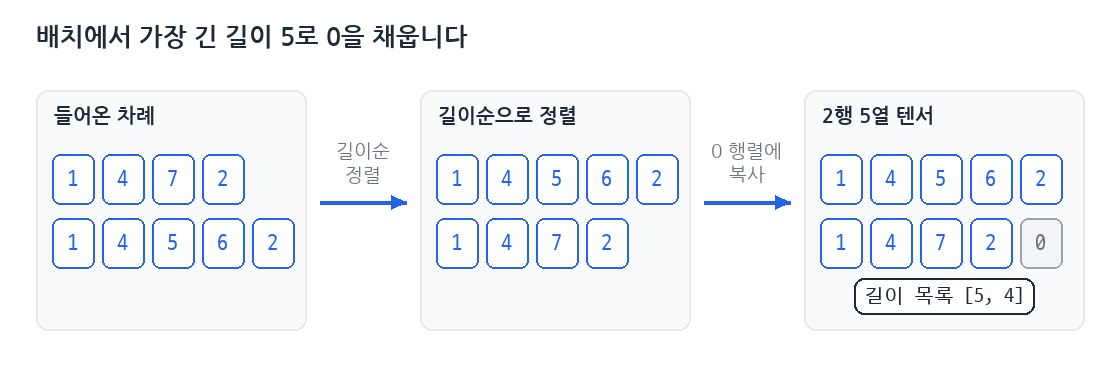 배치에서 가장 긴 길이 5로 0을 채웁니다
들어온 차례
1 4 7 2
1 4 5 6 2
길이순
정렬
길이순으로 정렬
1 4 5 6 2
1 4 7 2
0 행렬에
복사
2행 5열 텐서
1 4 5 6 2
1 4 7 2 0
길이 목록 [5, 4]